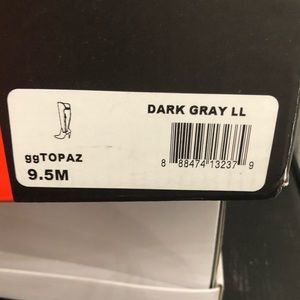 DARK GRAY LL
8 88474 13237 9
ggTOPAZ
9.5M